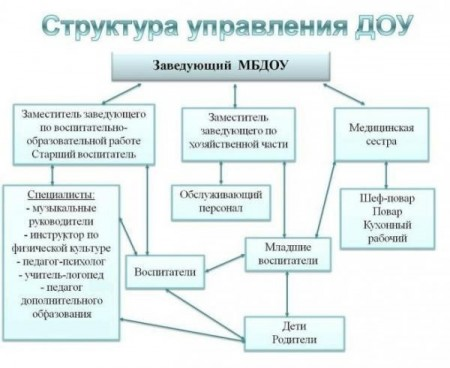 Структура управления ДОУ
Заведующий МБДОУ
Заместитель заведующего
по воспитательно-
образовательной работе
Старший воспитатель
Заместитель
заведующего по
хозяйственной части
Медицинская
сестра
Специалисты:
- музыкальные
руководители
- инструктор по
физической культуре
- педагог-психолог
- учитель-логопед
- педагог
дополнительного
образования
Обслуживающий
персонал
Шеф-повар
Повар
Кухонный
рабочий
Воспитатели
Младшие
воспитатели
Дети
Родители